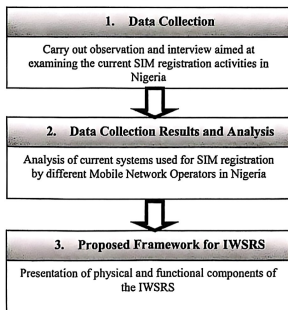 1. Data Collection
Carry out observation and interview aimed at
examining the current SIM registration activities in
Nigeria
2. Data Collection Results and Analysis
Analysis of current systems used for SIM registration
by different Mobile Network Operators in Nigeria
3. Proposed Framework for IWSRS
Presentation of physical and functional components of
the IWSRS